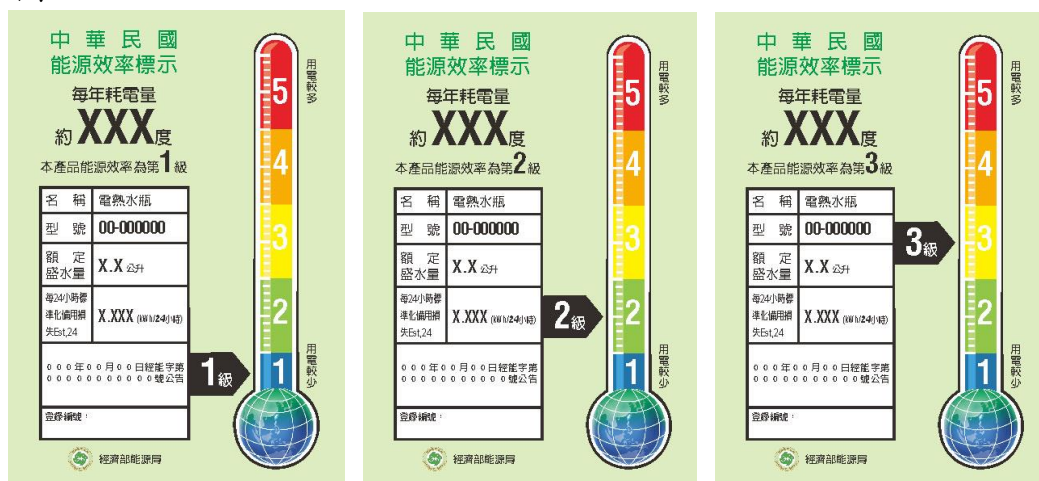 中華民國
能源效率標示
每年耗電量
約XXX度
本產品能源效率為第1級
名稱 電熱水瓶
型號 00-000000
額定盛水量 X.X 公升
每24小時標準化備用損失Est,24 X.XXX (kWh/24小時)
000年00月00日經能字第
00000000000號公告
登錄編號：
經濟部能源局
用電較多
5
4
3
2
1
用電較少
1級
中華民國
能源效率標示
每年耗電量
約XXX度
本產品能源效率為第2級
名稱 電熱水瓶
型號 00-000000
額定盛水量 X.X 公升
每24小時標準化備用損失Est,24 X.XXX (kWh/24小時)
000年00月00日經能字第
00000000000號公告
登錄編號：
經濟部能源局
用電較多
5
4
3
2
1
用電較少
2級
中華民國
能源效率標示
每年耗電量
約XXX度
本產品能源效率為第3級
名稱 電熱水瓶
型號 00-000000
額定盛水量 X.X 公升
每24小時標準化備用損失Est,24 X.XXX (kWh/24小時)
000年00月00日經能字第
00000000000號公告
登錄編號：
經濟部能源局
用電較多
5
4
3
2
1
用電較少
3級